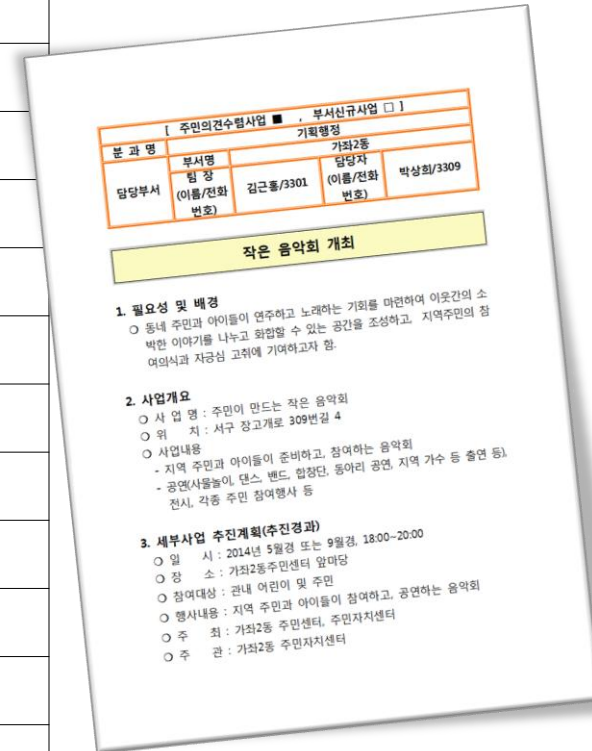 [ 주민의견수렴사업 ■ , 부서신규사업 □ ]
분 과 명 기획행정
담당부서 부서명 가좌2동
팀 장 (이름/전화번호) 김근홍/3301 담당자 (이름/전화번호) 박상희/3309
작은 음악회 개최
1. 필요성 및 배경
❍ 동네 주민과 아이들이 연주하고 노래하는 기회를 마련하여 이웃간의 소
박한 이야기를 나누고 화합할 수 있는 공간을 조성하고, 지역주민의 참
여의식과 자긍심 고취에 기여하고자 함.
2. 사업개요
❍ 사 업 명 : 주민이 만드는 작은 음악회
❍ 위 치 : 서구 장고개로 309번길 4
❍ 사업내용
- 지역 주민과 아이들이 준비하고, 참여하는 음악회
- 공연(사물놀이, 댄스, 밴드, 합창단, 동아리 공연, 지역 가수 등 출연 등),
전시, 각종 주민 참여행사 등
3. 세부사업 추진계획(추진경과)
❍ 일 시 : 2014년 5월경 또는 9월경, 18:00~20:00
❍ 장 소 : 가좌2동주민센터 앞마당
❍ 참여대상 : 관내 어린이 및 주민
❍ 행사내용 : 지역 주민과 아이들이 참여하고, 공연하는 음악회
❍ 주 최 : 가좌2동 주민센터, 주민자치센터
❍ 주 관 : 가좌2동 주민자치센터